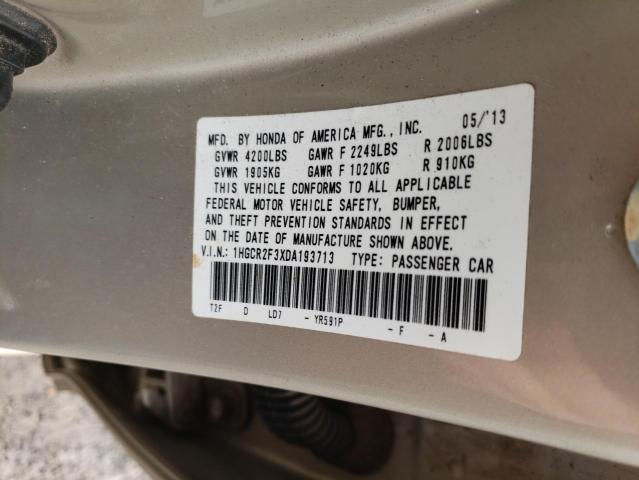 MFD. BY HONDA OF AMERICA MFG., INC. 05/'13
GVWR 4200LBS GAWR F 2249LBS R 2006LBS
GVWR 1905KG GAWR F 1020KG R 910KG
THIS VEHICLE CONFORMS TO ALL APPLICABLE
FEDERAL MOTOR VEHICLE SAFETY, BUMPER,
AND THEFT PREVENTION STANDARDS IN EFFECT
ON THE DATE OF MANUFACTURE SHOWN ABOVE.
V.I.N.: 1HGCR2F3XDA193713 TYPE: PASSENGER CAR
T2F D LD7 - YR591P - F - A